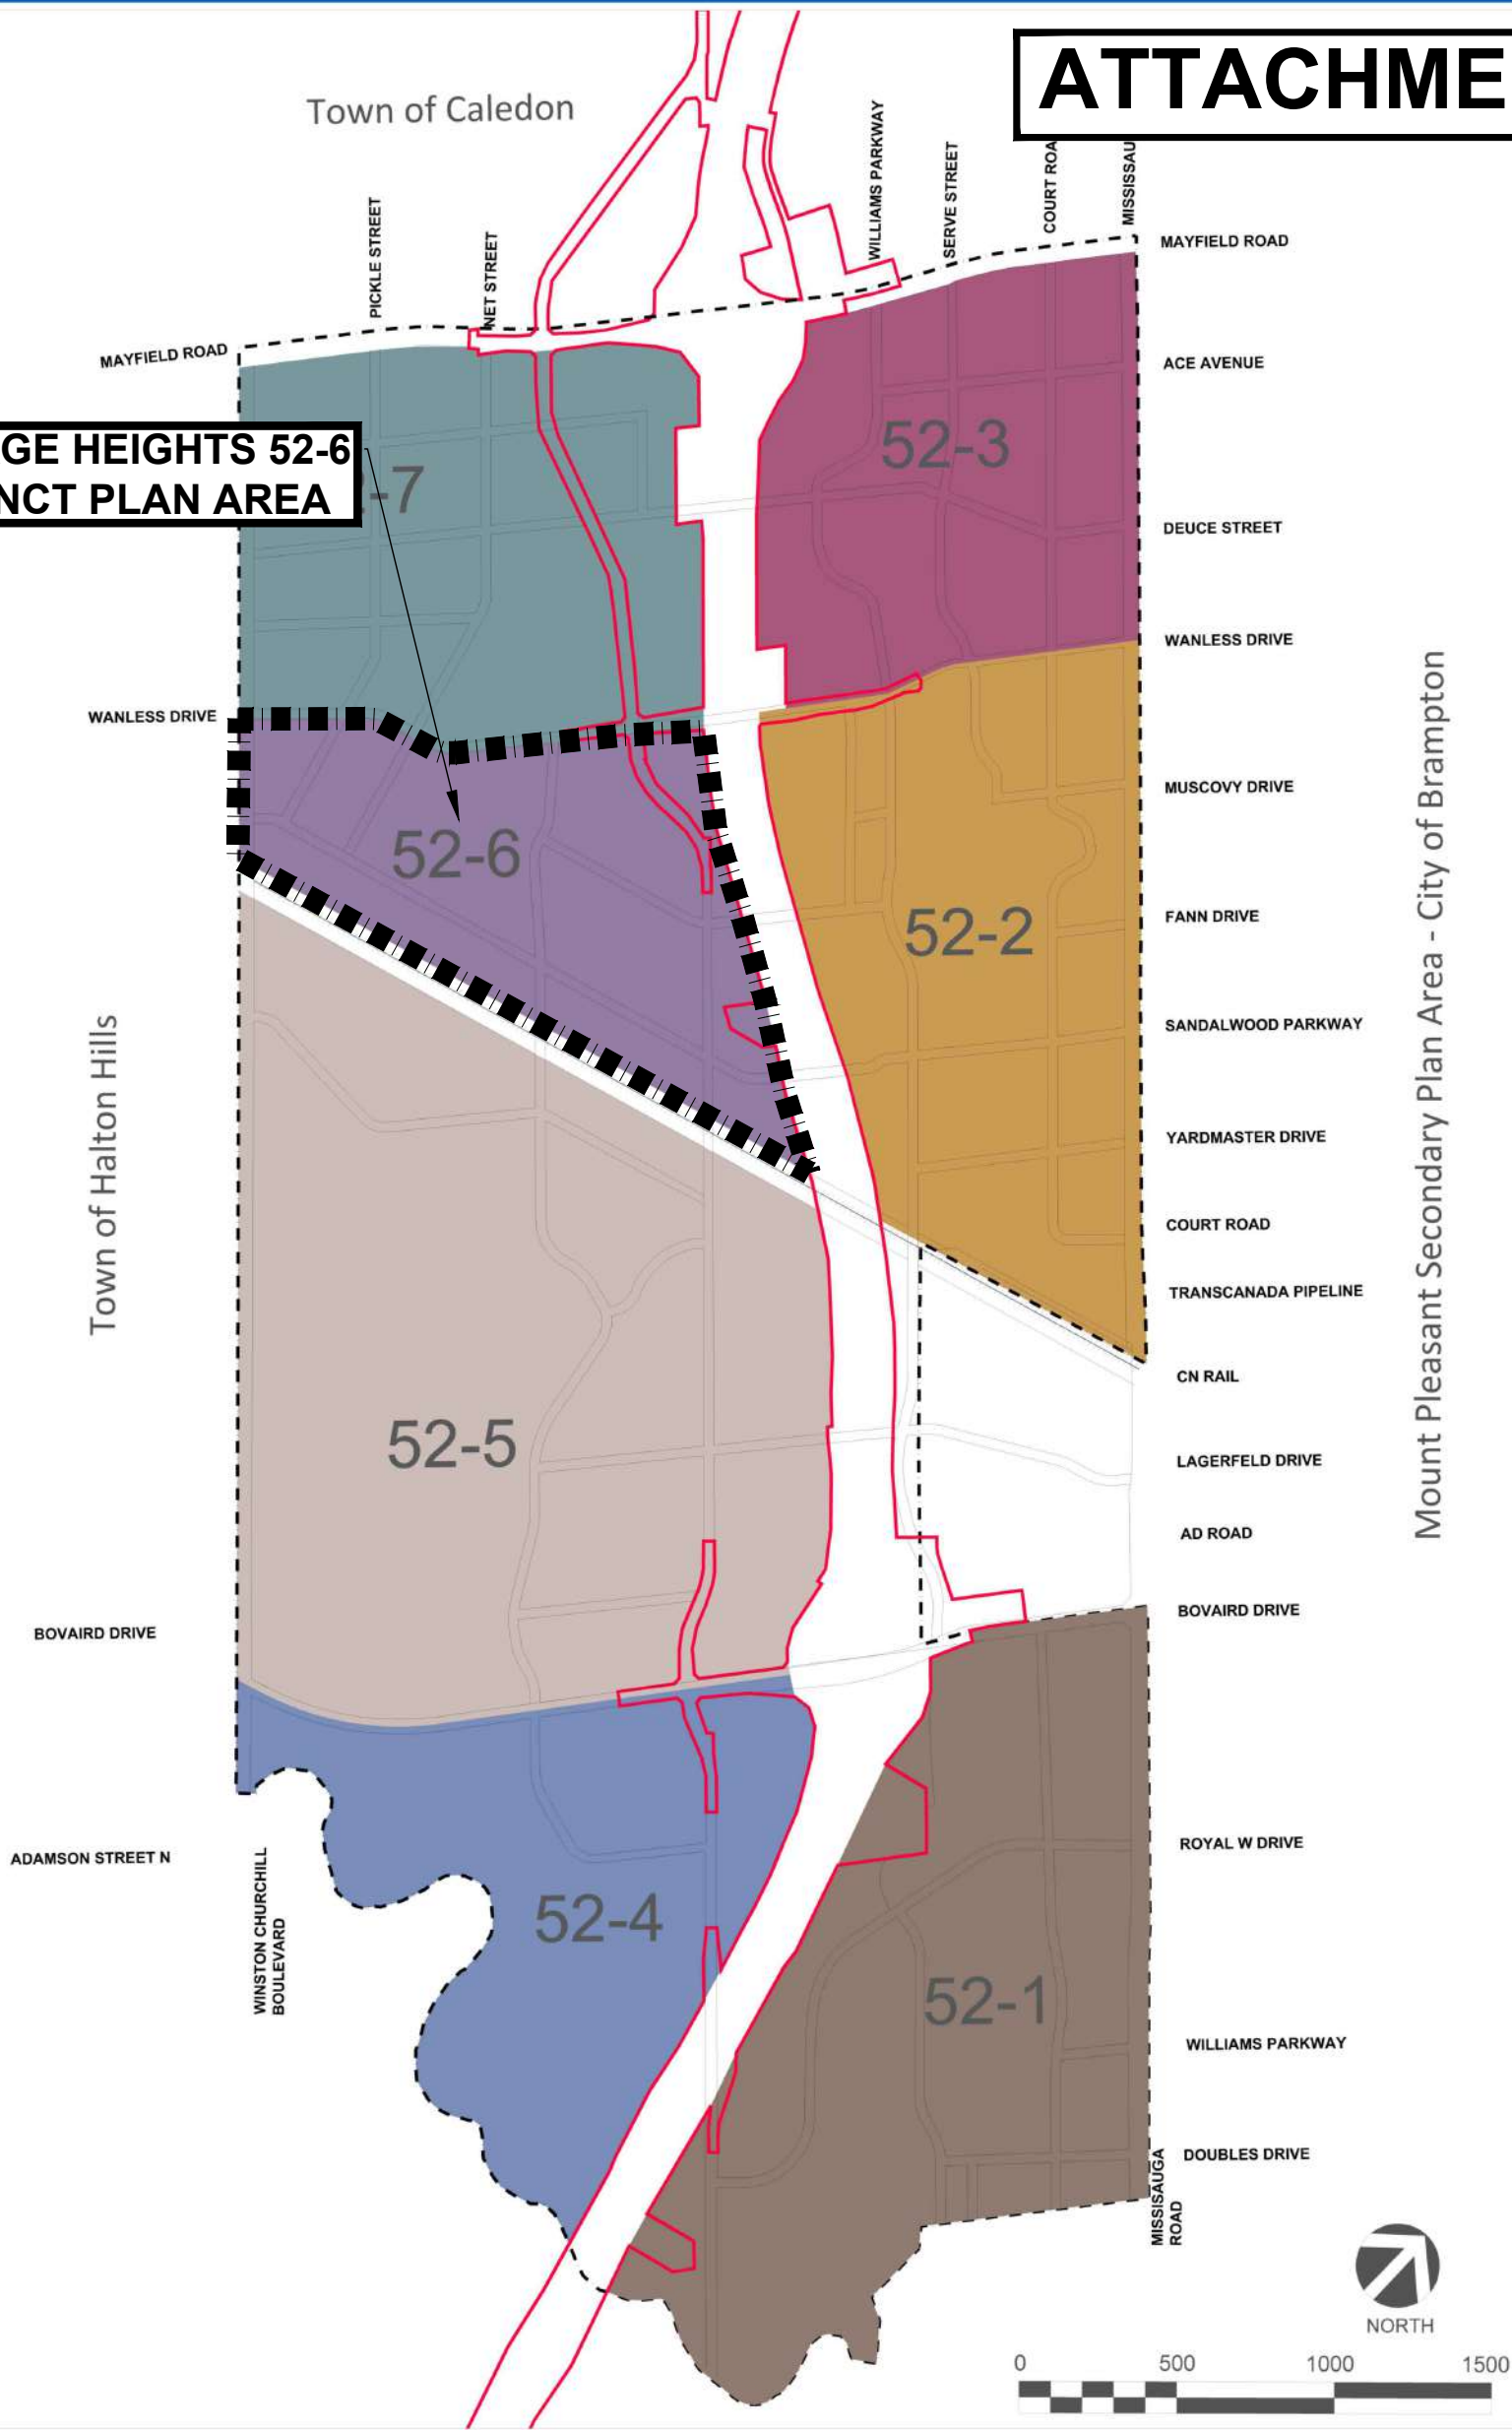 ATTACHME
Town of Caledon
WILLIAMS PARKWAY
SERVE STREET
COURT ROA
MISSISSAU
PICKLE STREET
NET STREET
MAYFIELD ROAD
MAYFIELD ROAD
ACE AVENUE
GE HEIGHTS 52-6
NCT PLAN AREA
-7
52-3
DEUCE STREET
WANLESS DRIVE
WANLESS DRIVE
MUSCOVY DRIVE
52-6
52-2
FANN DRIVE
SANDALWOOD PARKWAY
Town of Halton Hills
Mount Pleasant Secondary Plan Area - City of Brampton
YARDMASTER DRIVE
COURT ROAD
TRANSCANADA PIPELINE
CN RAIL
52-5
LAGERFELD DRIVE
AD ROAD
BOVAIRD DRIVE
BOVAIRD DRIVE
ROYAL W DRIVE
ADAMSON STREET N
WINSTON CHURCHILL
BOULEVARD
52-4
52-1
WILLIAMS PARKWAY
DOUBLES DRIVE
MISSISAUGA
ROAD
NORTH
0 500 1000 1500